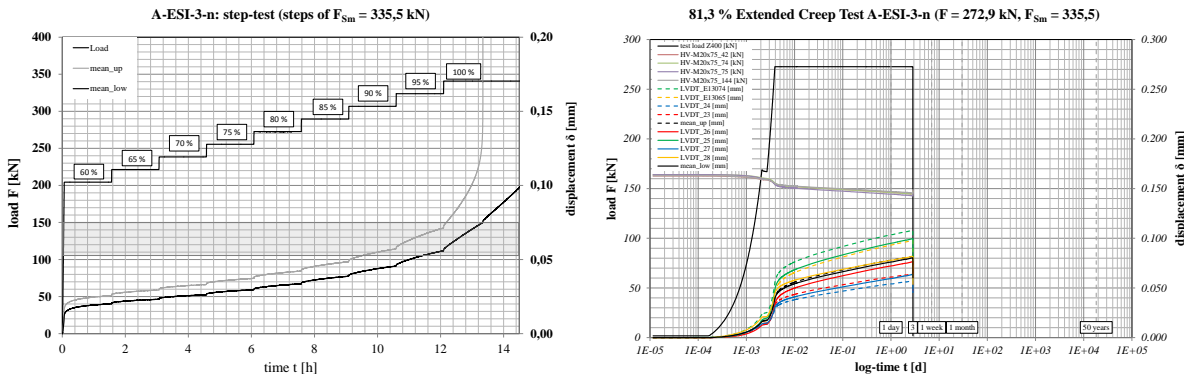 A-ESI-3-n: step-test (steps of FSm = 335,5 kN)
400
350
300
250
200
150
100
50
0
load F [kN]
Load
mean_up
mean_low
60 %
65 %
70 %
75 %
80 %
85 %
90 %
95 %
100 %
0,20
0,15
0,10
0,05
0,00
displacement δ [mm]
0
2
4
6
8
10
12
14
time t [h]
81,3 % Extended Creep Test A-ESI-3-n (F = 272,9 kN, FSm = 335,5)
300
250
200
150
100
50
0
load F [kN]
test load Z400 [kN]
HV-M20x75_42 [kN]
HV-M20x75_74 [kN]
HV-M20x75_75 [kN]
HV-M20x75_144 [kN]
LVDT_E13074 [mm]
LVDT_E13065 [mm]
LVDT_24 [mm]
LVDT_23 [mm]
mean_up [mm]
LVDT_26 [mm]
LVDT_25 [mm]
LVDT_27 [mm]
LVDT_28 [mm]
mean_low [mm]
1 day
3
1 week
1 month
50 years
0.300
0.250
0.200
0.150
0.100
0.050
0.000
displacement δ [mm]
1E-05
1E-04
1E-03
1E-02
1E-01
1E+00
1E+01
1E+02
1E+03
1E+04
1E+05
log-time t [d]